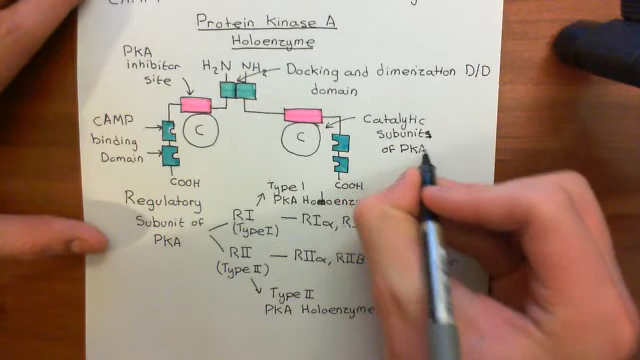 Protein Kinase A
Holoenzyme
PKA
inhibitor
site
H₂N NH₂
Docking and dimerization D/D
domain
CAMP
binding
Domain
C
C
Catalytic
Subunits
of PKA
COOH
COOH
Regulatory
Subunit of
PKA
Type I
PKA
RI
(Type I)
RIα,
RII
(Type II)
RIIα, RIIB
Type II
PKA Holoenzyme